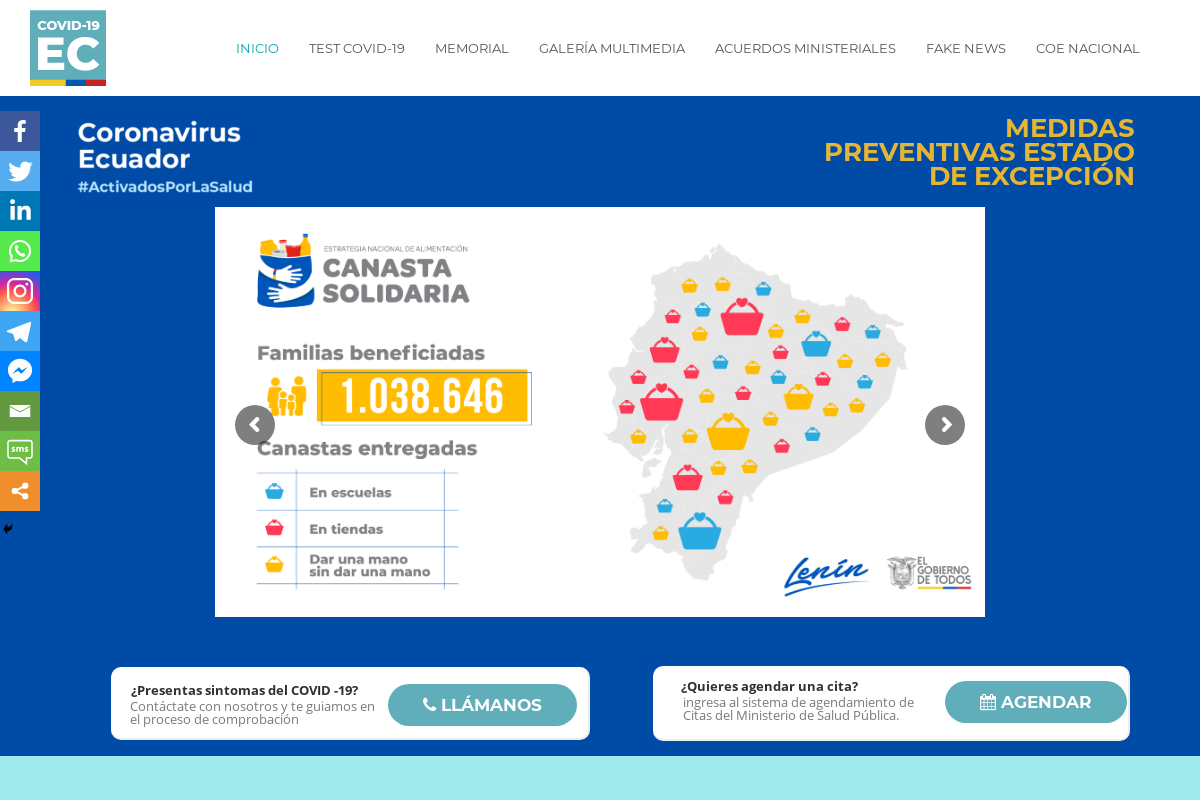 COVID-19
EC
INICIO
TEST COVID-19
MEMORIAL
GALERÍA MULTIMEDIA
ACUERDOS MINISTERIALES
FAKE NEWS
COE NACIONAL
Coronavirus
Ecuador
#ActivadosPorLaSalud
MEDIDAS
PREVENTIVAS ESTADO
DE EXCEPCIÓN
ESTRATEGIA NACIONAL DE ALIMENTACIÓN
CANASTA
SOLIDARIA
Familias beneficiadas
1.038.646
Canastas entregadas
En escuelas
En tiendas
Dar una mano
sin dar una mano
Lenín
EL
GOBIERNO
DE TODOS
sms
¿Presentas sintomas del COVID -19?
Contáctate con nosotros y te guiamos en
el proceso de comprobación
LLÁMANOS
¿Quieres agendar una cita?
ingresa al sistema de agendamiento de
Citas del Ministerio de Salud Pública.
AGENDAR